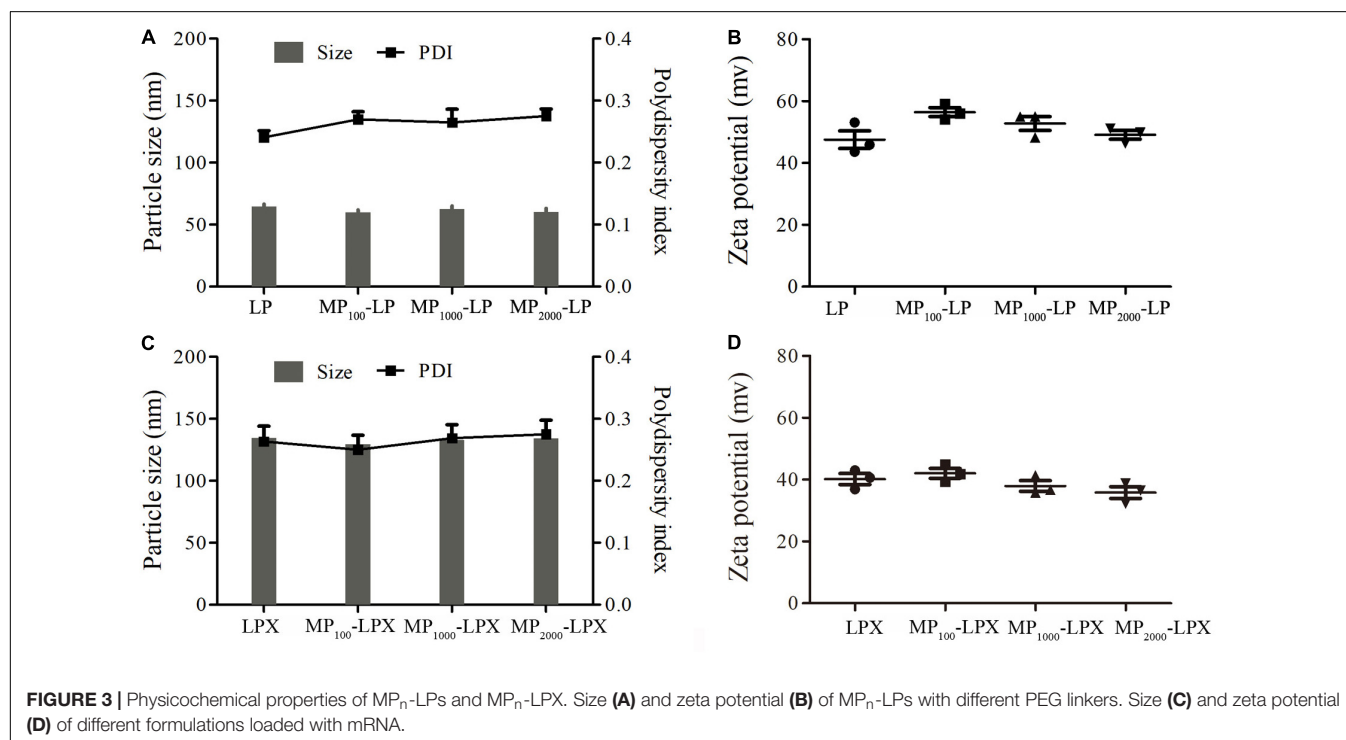 A
Size
PDI
Particle size (nm)
200
150
100
50
0
Polydispersity index
0.4
0.3
0.2
0.1
0.0
LP
MP100-LP
MP1000-LP
MP2000-LP
B
Zeta potential (mv)
80
60
40
20
0
LP
MP100-LP
MP1000-LP
MP2000-LP
C
Size
PDI
Particle size (nm)
200
150
100
50
0
Polydispersity index
0.4
0.3
0.2
0.1
0.0
LPX
MP100-LPX
MP1000-LPX
MP2000-LPX
D
Zeta potential (mv)
80
60
40
20
0
LPX
MP100-LPX
MP1000-LPX
MP2000-LPX
FIGURE 3 | Physicochemical properties of MPn-LPs and MPn-LPX. Size (A) and zeta potential (B) of MPn-LPs with different PEG linkers. Size (C) and zeta potential
(D) of different formulations loaded with mRNA.